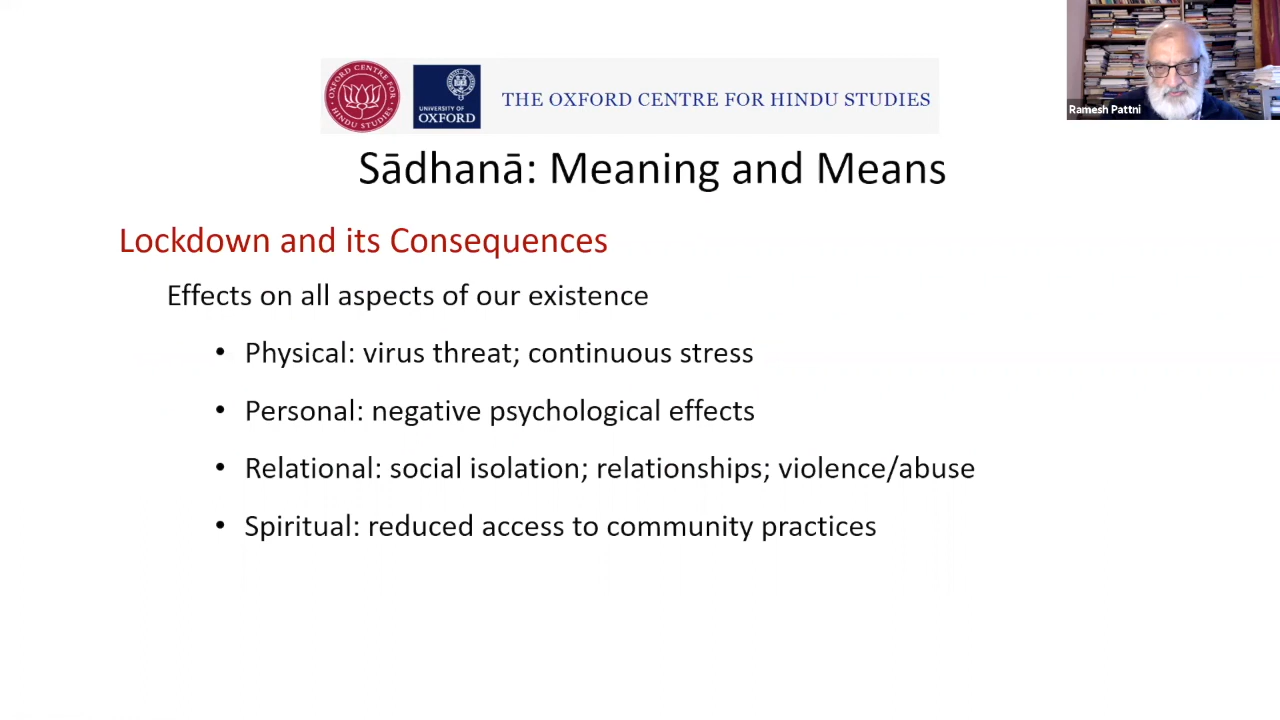 OXFORD CENTRE FOR HINDU STUDIES
UNIVERSITY OF
OXFORD
THE OXFORD CENTRE FOR HINDU STUDIES
Ramesh Pattni
Sādhanā: Meaning and Means
Lockdown and its Consequences
Effects on all aspects of our existence
• Physical: virus threat; continuous stress
• Personal: negative psychological effects
• Relational: social isolation; relationships; violence/abuse
• Spiritual: reduced access to community practices